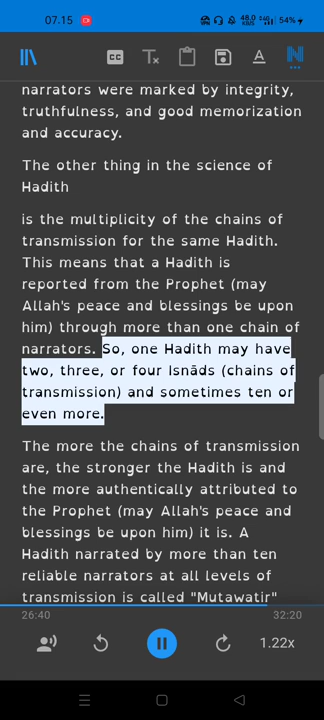 07.15
48.0
KB/s
54%
CC
A
N
narrators were marked by integrity,
truthfulness, and good memorization
and accuracy.
The other thing in the science of
Hadith
is the multiplicity of the chains of
transmission for the same Hadith.
This means that a Hadith is
reported from the Prophet (may
Allah's peace and blessings be upon
him) through more than one chain of
narrators. So, one Hadith may have
two, three, or four Isnāds (chains of
transmission) and sometimes ten or
even more.
The more the chains of transmission
are, the stronger the Hadith is and
the more authentically attributed to
the Prophet (may Allah's peace and
blessings be upon him) it is. A
Hadith narrated by more than ten
reliable narrators at all levels of
transmission is called "Mutawatir"
26:40
32:20
1.22x